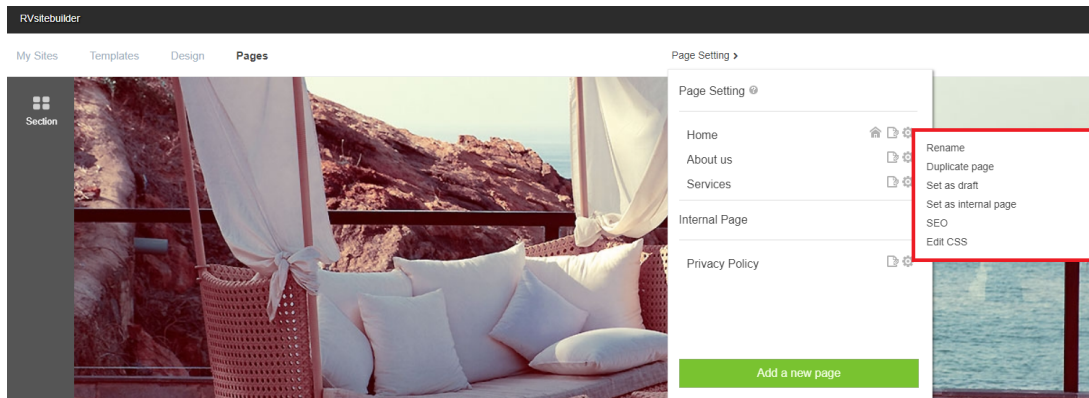 RVsitebuilder
My Sites Templates Design Pages Page Setting >
Section
Page Setting ?
Home
About us
Services
Internal Page
Privacy Policy
Add a new page
Rename
Duplicate page
Set as draft
Set as internal page
SEO
Edit CSS